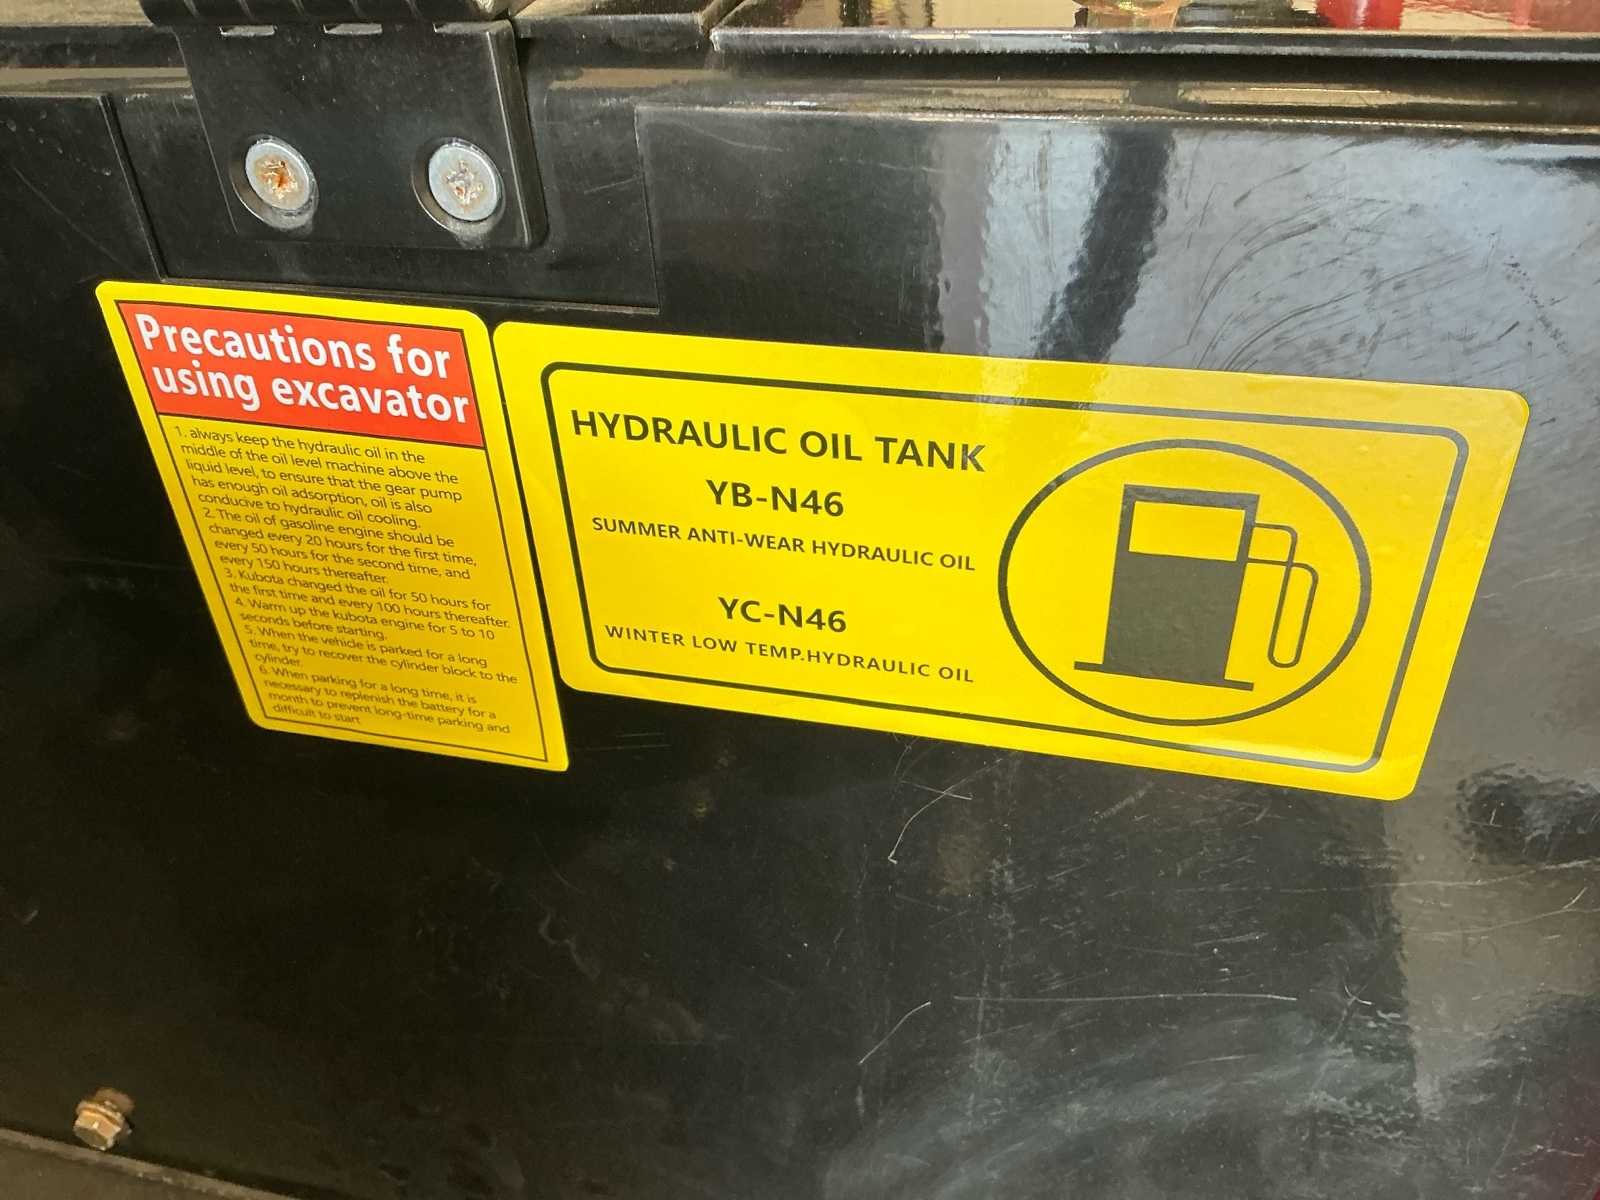 Precautions for
using excavator
1. always keep the hydraulic oil in the
middle of the oil level machine above the
liquid level, to ensure that the gear pump
has enough oil adsorption, oil is also
conducive to hydraulic oil cooling.
2. The oil of gasoline engine should be
changed every 20 hours for the first time,
every 50 hours for the second time, and
every 150 hours thereafter.
3. Kubota changed the oil for 50 hours for
the first time and every 100 hours thereafter.
4. Warm up the kubota engine for 5 to 10
seconds before starting.
5. When the vehicle is parked for a long
time, try to recover the cylinder block to the
cylinder.
6. When parking for a long time, it is
necessary to replenish the battery for a
month to prevent long-time parking and
difficult to start
HYDRAULIC OIL TANK
YB-N46
SUMMER ANTI-WEAR HYDRAULIC OIL
YC-N46
WINTER LOW TEMP.HYDRAULIC OIL